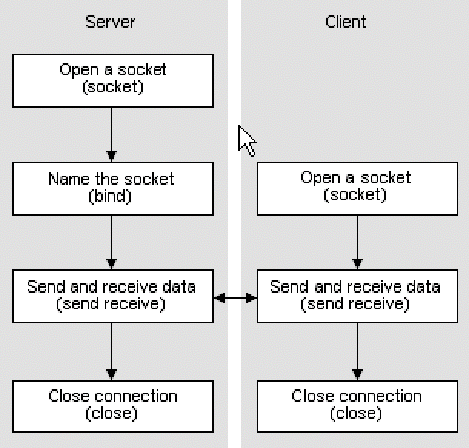 Server
Open a socket
(socket)
Name the socket
(bind)
Send and receive data
(send receive)
Close connection
(close)
Client
Open a socket
(socket)
Send and receive data
(send receive)
Close connection
(close)